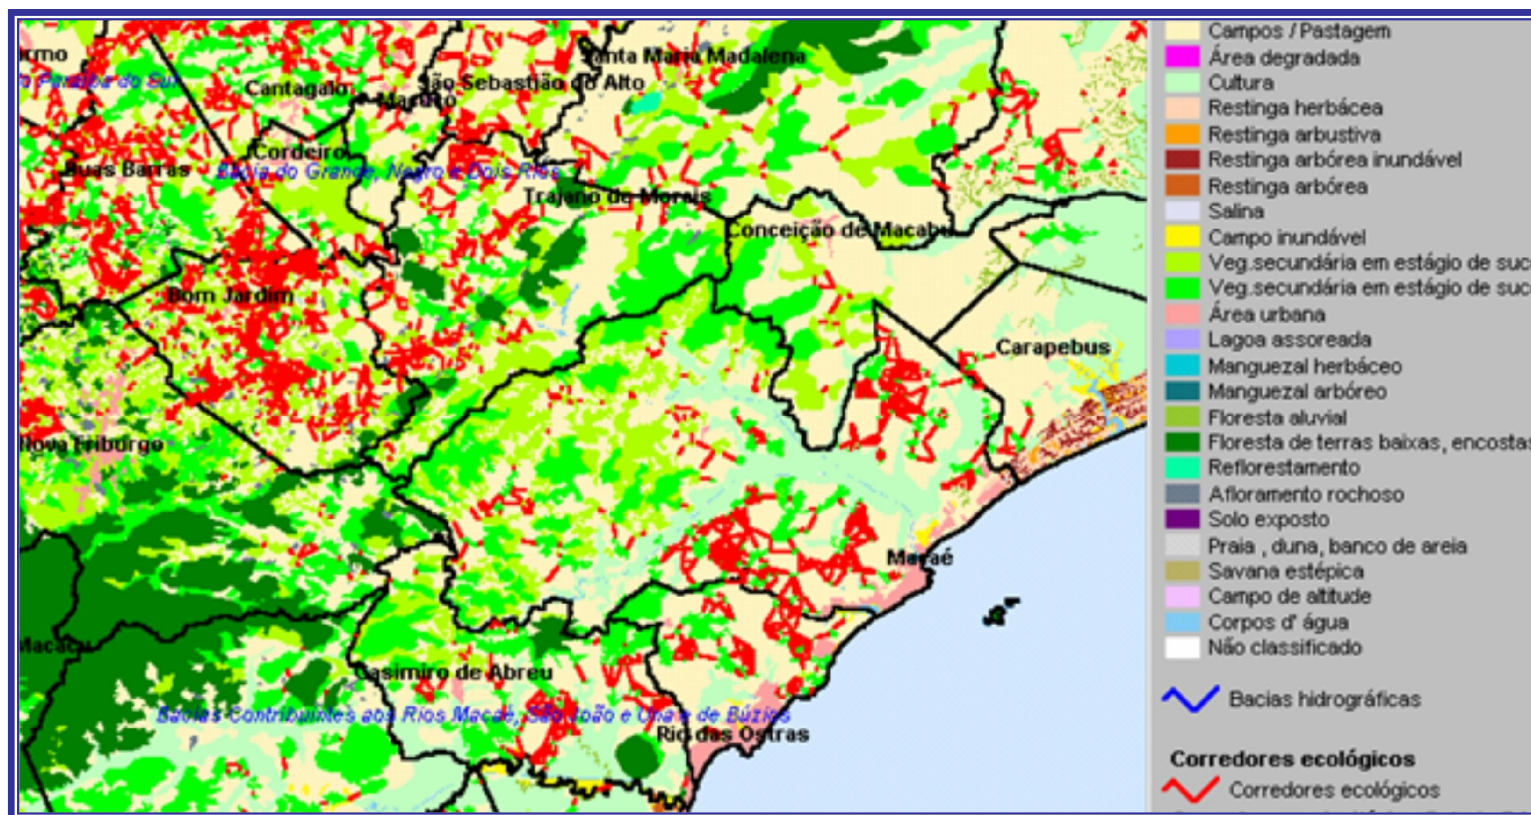 Santa Maria Madalena
São Sebastião do Alto
Cantagalo
Macuco
Cordeiro
Duas Barras
Bacia do Grande, Negro e Dois Rios
Trajano de Morais
Conceição de Macabu
Bom Jardim
Carapebus
Nova Friburgo
Macaé
Casimiro de Abreu
Bacias Contribuintes aos Rios Macaé, São João e Una e de Búzios
Rio das Ostras
Campos / Pastagem
Área degradada
Cultura
Restinga herbácea
Restinga arbustiva
Restinga arbórea inundável
Restinga arbórea
Salina
Campo inundável
Veg.secundária em estágio de suc
Veg.secundária em estágio de suc
Área urbana
Lagoa assoreada
Manguezal herbáceo
Manguezal arbóreo
Floresta aluvial
Floresta de terras baixas, encostas
Reflorestamento
Afloramento rochoso
Solo exposto
Praia , duna, banco de areia
Savana estépica
Campo de altitude
Corpos d' água
Não classificado
Bacias hidrográficas
Corredores ecológicos
Corredores ecológicos